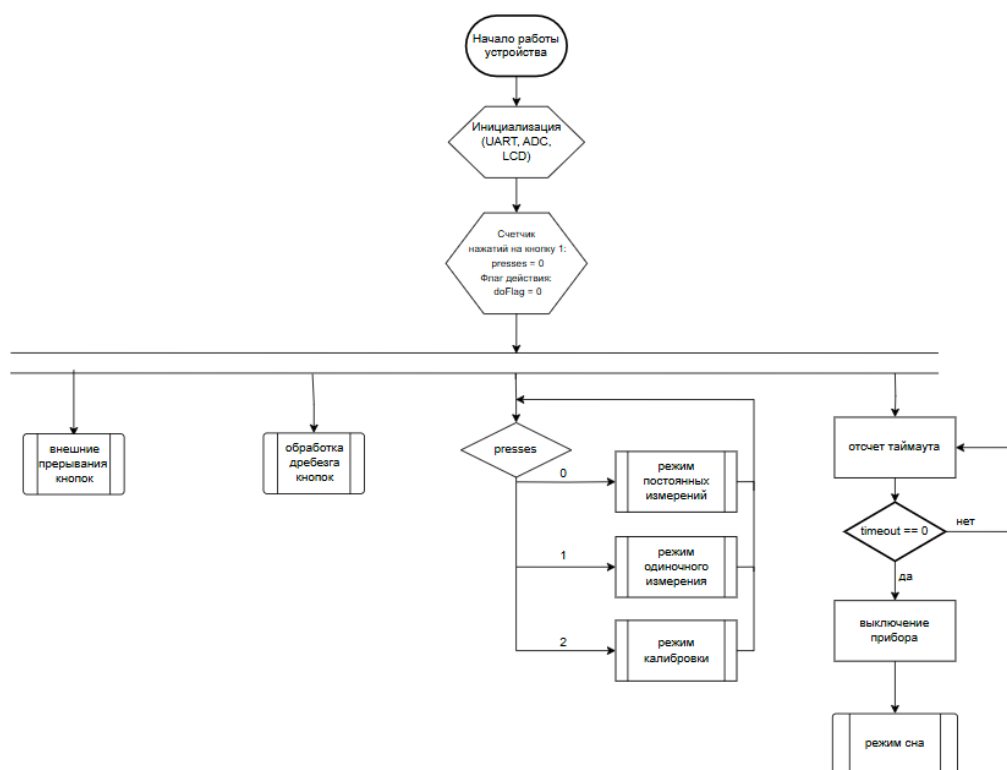 Начало работы
устройства
Инициализация
(UART, ADC,
LCD)
Счетчик
нажатий на кнопку 1:
presses = 0
Флаг действия:
doFlag = 0
внешние
прерывания
кнопок
обработка
дребезга
кнопок
presses
0
режим
постоянных
измерений
1
режим
одиночного
измерения
2
режим
калибровки
отсчет таймаута
timeout == 0
нет
да
выключение
прибора
режим сна